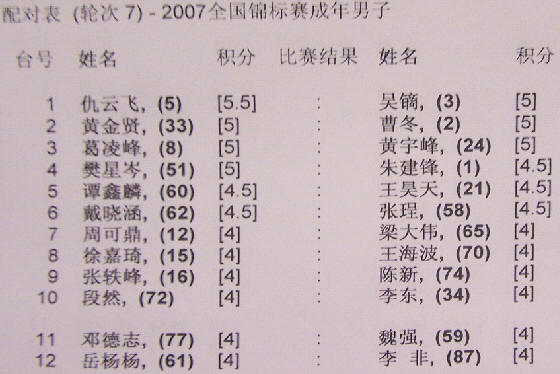 配对表 (轮次 7) - 2007全国锦标赛成年男子
台号 姓名 积分 比赛结果 姓名 积分
1 仇云飞, (5) [5.5] : 吴镝, (3) [5]
2 黄金贤, (33) [5] : 曹冬, (2) [5]
3 葛凌峰, (8) [5] : 黄宇峰, (24) [5]
4 樊星岑, (51) [5] : 朱建锋, (1) [4.5]
5 谭鑫麟, (60) [4.5] : 王昊天, (21) [4.5]
6 戴晓涵, (62) [4.5] : 张珵, (58) [4.5]
7 周可鼎, (12) [4] : 梁大伟, (65) [4]
8 徐嘉琦, (15) [4] : 王海波, (70) [4]
9 张轶峰, (16) [4] : 陈新, (74) [4]
10 段然, (72) [4] : 李东, (34) [4]
11 邓德志, (77) [4] : 魏强, (59) [4]
12 岳杨杨, (61) [4] : 李 非, (87) [4]